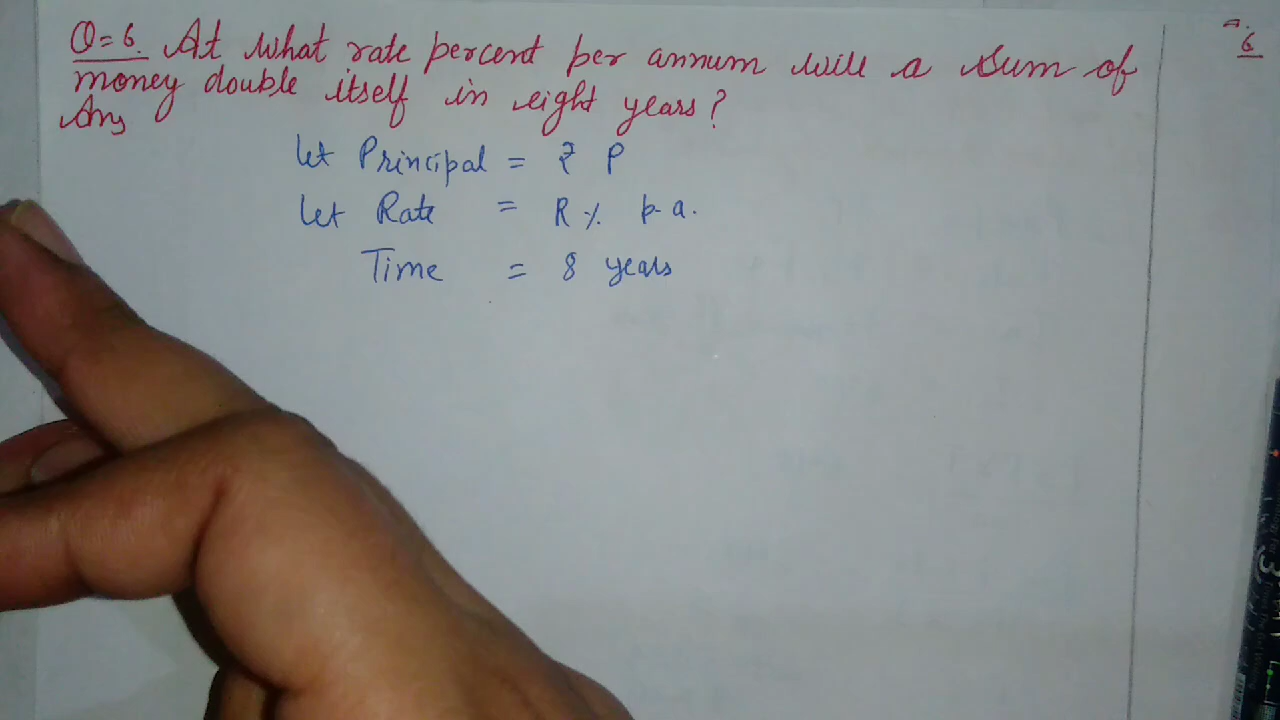 Q=6. At what rate percent per annum will a sum of
money double itself in eight years?
Ans
let Principal = ₹ P
let Rate = R % p.a.
Time = 8 years
6